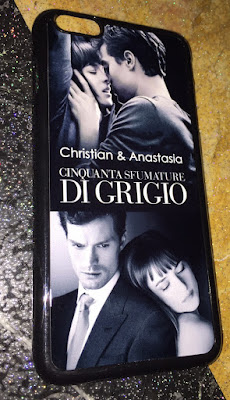 Christian & Anastasia
CINQUANTA SFUMATURE
DI GRIGIO